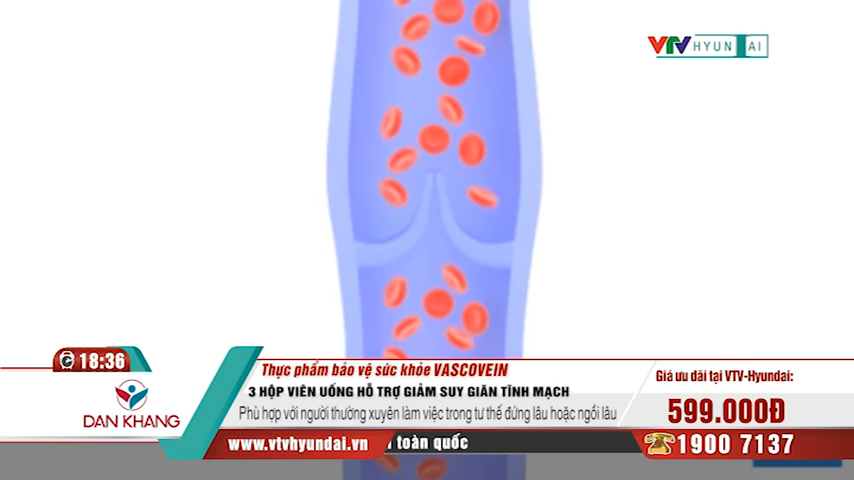 VTV HYUNDAI
18:36
DAN KHANG
Thực phẩm bảo vệ sức khỏe VASCOVEIN
3 HỘP VIÊN UỐNG HỖ TRỢ GIẢM SUY GIÃN TĨNH MẠCH
Phù hợp với người thường xuyên làm việc trong tư thế đứng lâu hoặc ngồi lâu
Giá ưu đãi tại VTV-Hyundai:
599.000Đ
www.vtvhyundai.vn
toàn quốc
1900 7137